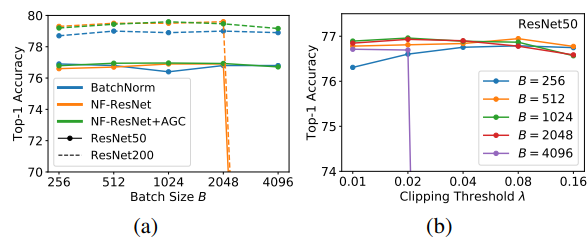 Top-1 Accuracy
80
78
76
74
72
70
BatchNorm
NF-ResNet
NF-ResNet+AGC
ResNet50
ResNet200
256 512 1024 2048 4096
Batch Size B
(a)
Top-1 Accuracy
77
76
75
74
73
72
ResNet50
B = 256
B = 512
B = 1024
B = 2048
B = 4096
0.01 0.02 0.04 0.08 0.16
Clipping Threshold λ
(b)